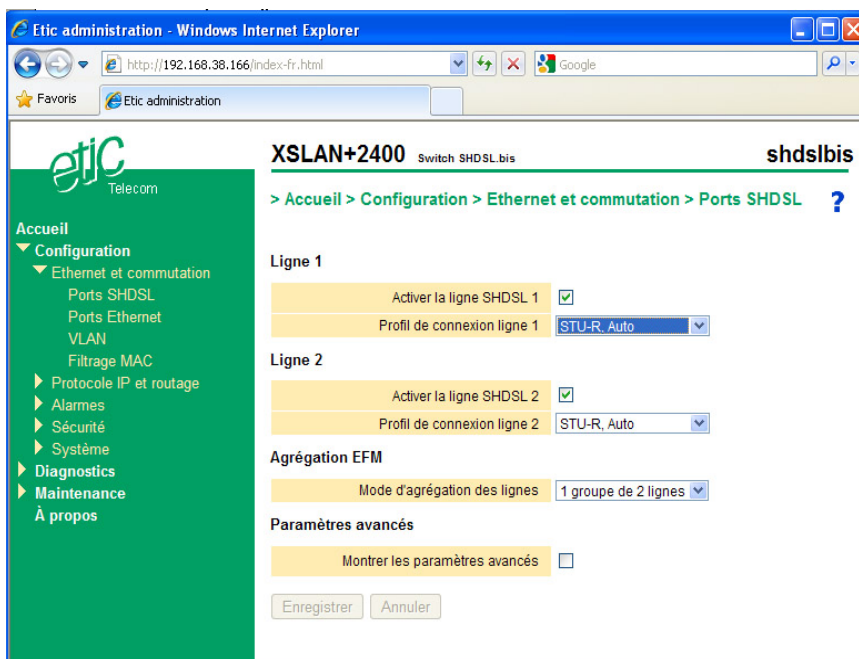 Etic administration - Windows Internet Explorer
http://192.168.38.166/index-fr.html
Google
Favoris
Etic administration
etic
Telecom
XSLAN+2400 Switch SHDSL.bis
shdslbis
> Accueil > Configuration > Ethernet et commutation > Ports SHDSL
?
Accueil
Configuration
Ethernet et commutation
Ports SHDSL
Ports Ethernet
VLAN
Filtrage MAC
Protocole IP et routage
Alarmes
Sécurité
Système
Diagnostics
Maintenance
À propos
Ligne 1
Activer la ligne SHDSL 1
Profil de connexion ligne 1 STU-R, Auto
Ligne 2
Activer la ligne SHDSL 2
Profil de connexion ligne 2 STU-R, Auto
Agrégation EFM
Mode d'agrégation des lignes 1 groupe de 2 lignes
Paramètres avancés
Montrer les paramètres avancés
Enregistrer Annuler